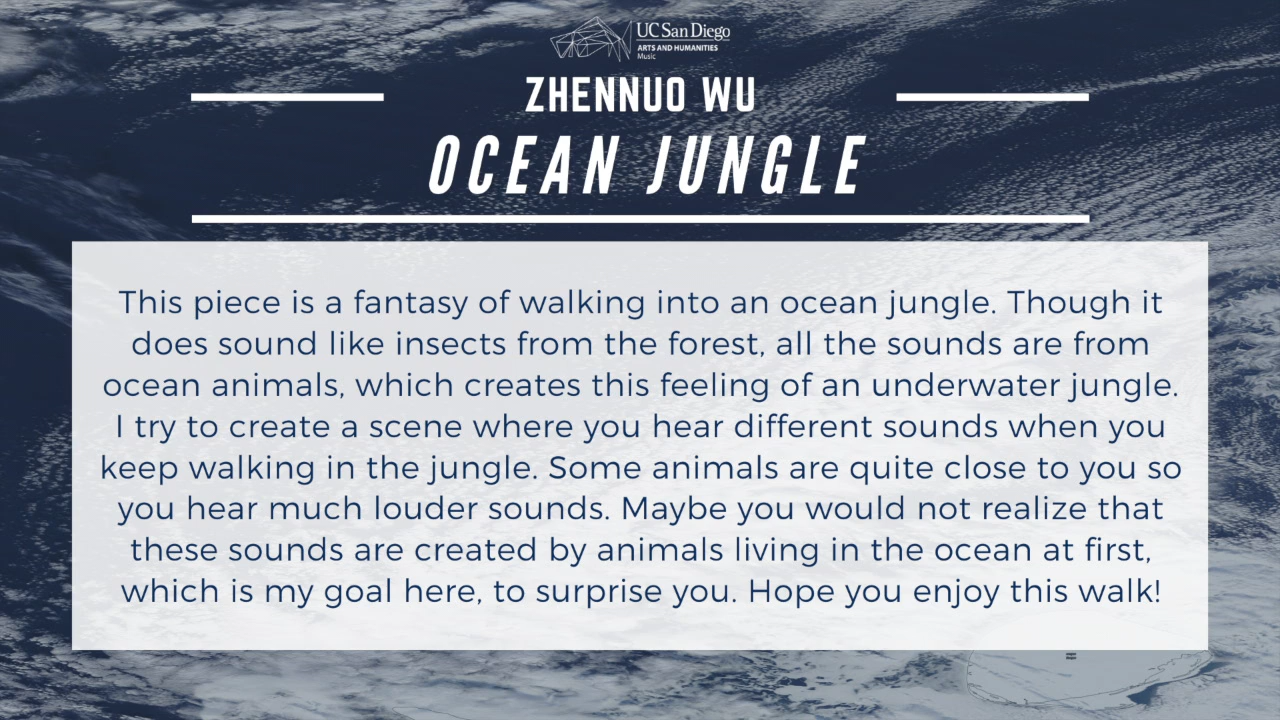 UC San Diego
ARTS AND HUMANITIES
Music
ZHENNUO WU
OCEAN JUNGLE
This piece is a fantasy of walking into an ocean jungle. Though it
does sound like insects from the forest, all the sounds are from
ocean animals, which creates this feeling of an underwater jungle.
I try to create a scene where you hear different sounds when you
keep walking in the jungle. Some animals are quite close to you so
you hear much louder sounds. Maybe you would not realize that
these sounds are created by animals living in the ocean at first,
which is my goal here, to surprise you. Hope you enjoy this walk!